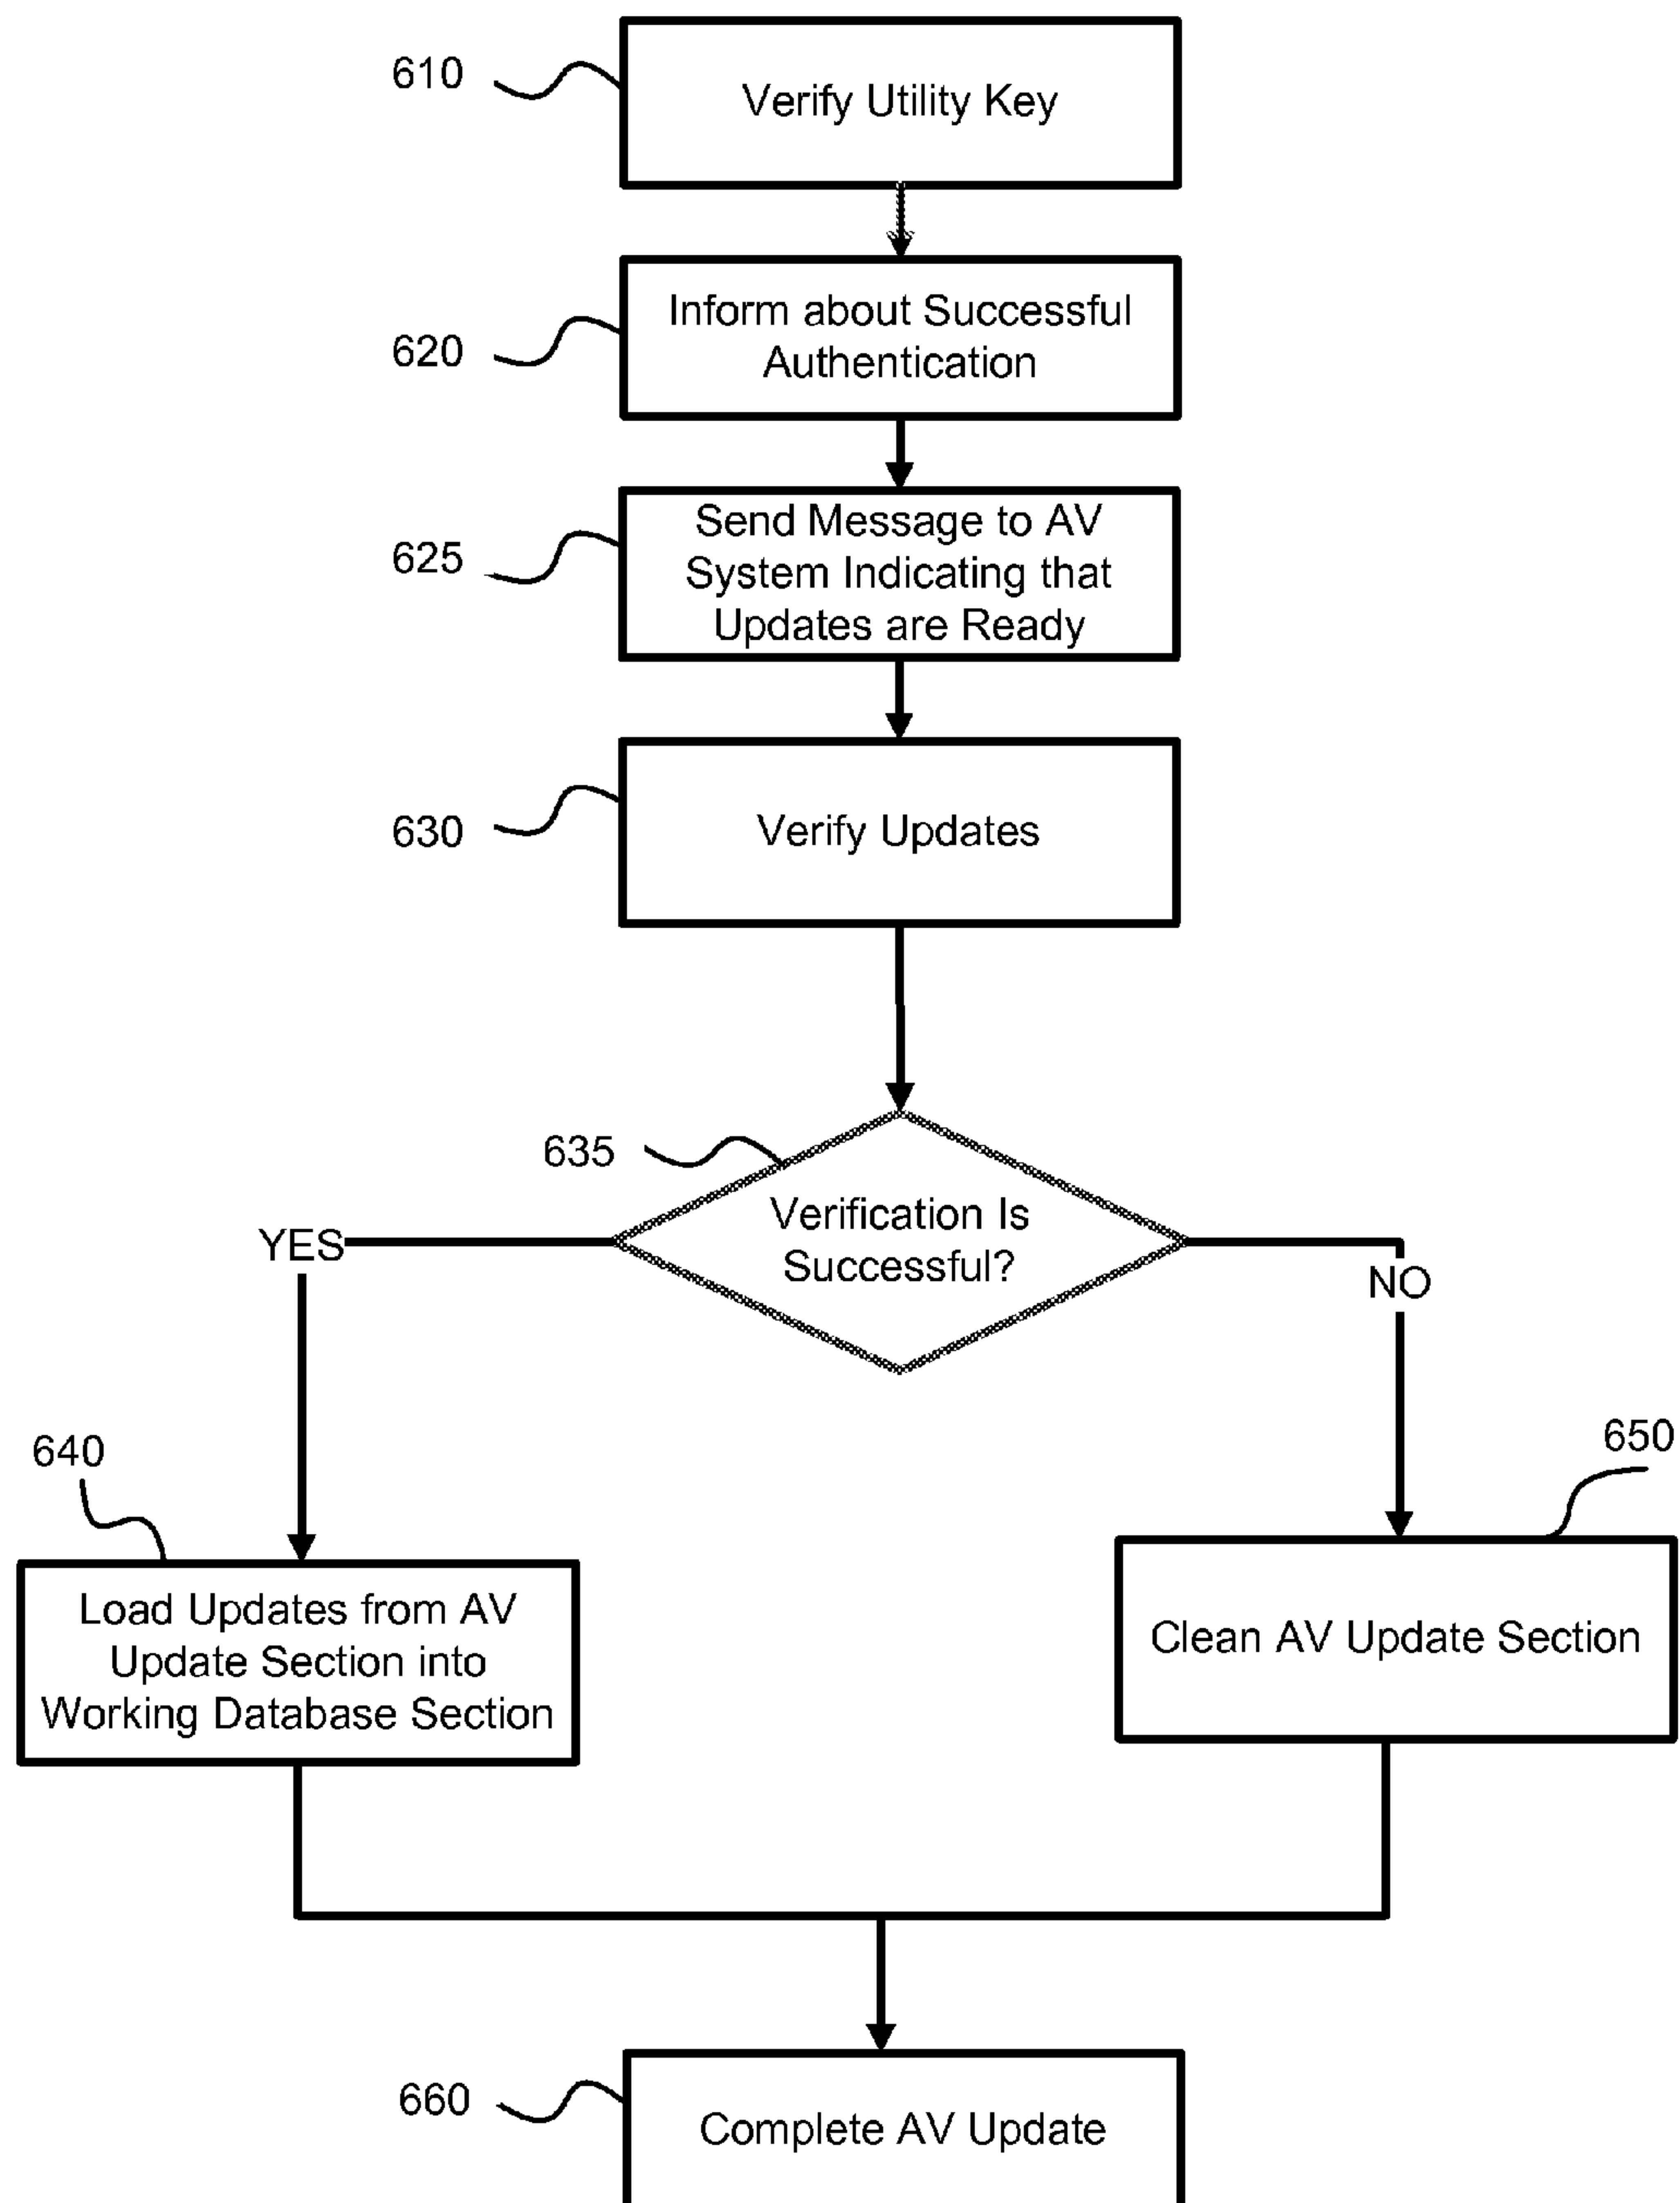 610
Verify Utility Key
620
Inform about Successful
Authentication
625
Send Message to AV
System Indicating that
Updates are Ready
630
Verify Updates
635
Verification Is
Successful?
YES
NO
640
Load Updates from AV
Update Section into
Working Database Section
650
Clean AV Update Section
660
Complete AV Update